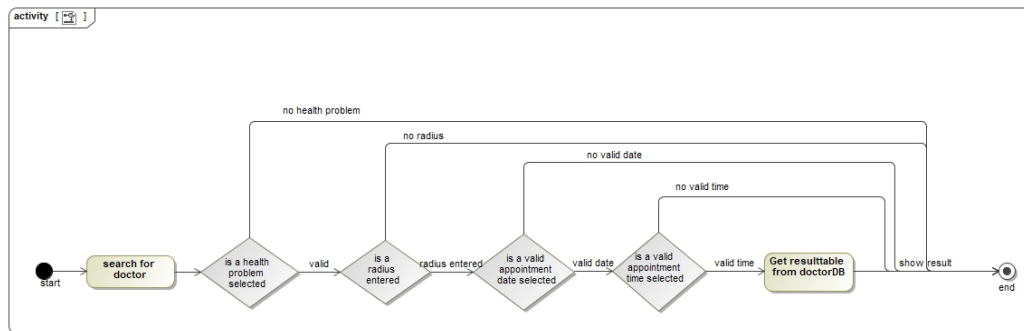 activity [ ]
no health problem
no radius
no valid date
no valid time
start
search for
doctor
is a health
problem
selected
valid
is a
radius
entered
radius entered
is a valid
appointment
date selected
valid date
is a valid
appointment
time selected
valid time
Get resulttable
from doctorDB
show result
end